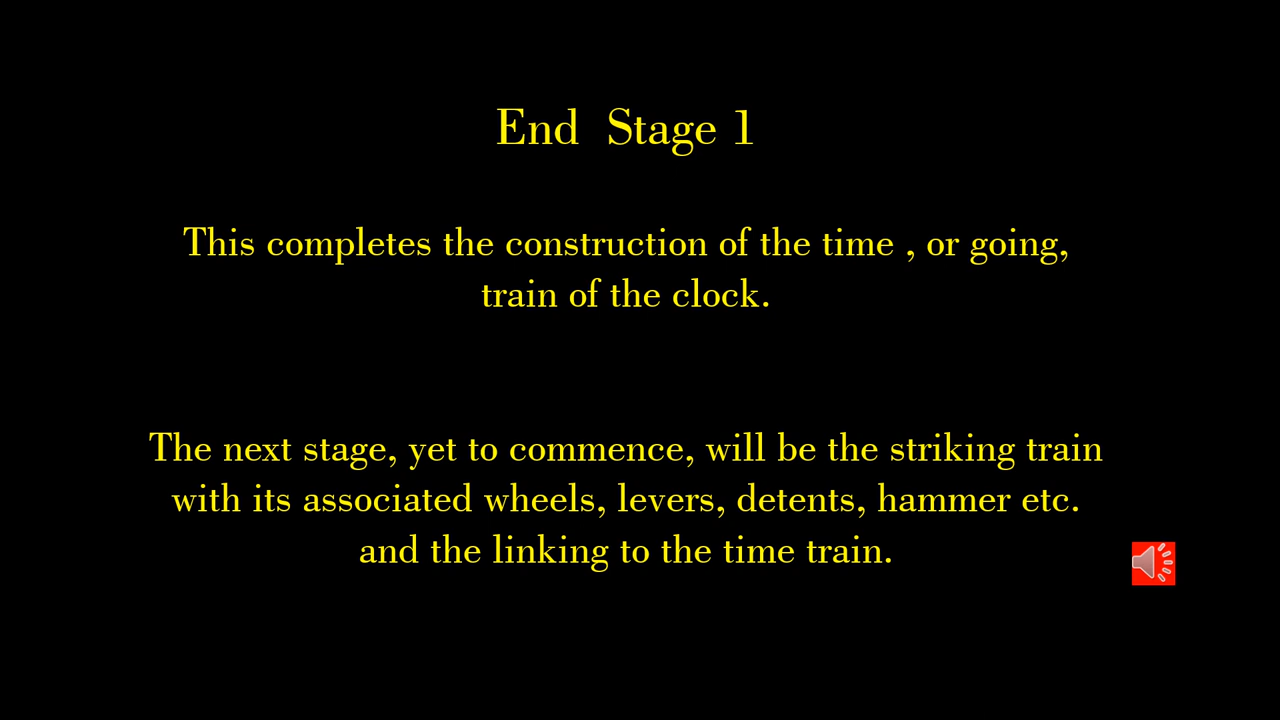 End  Stage 1
This completes the construction of the time , or going,
train of the clock.
The next stage, yet to commence, will be the striking train
with its associated wheels, levers, detents, hammer etc.
and the linking to the time train.